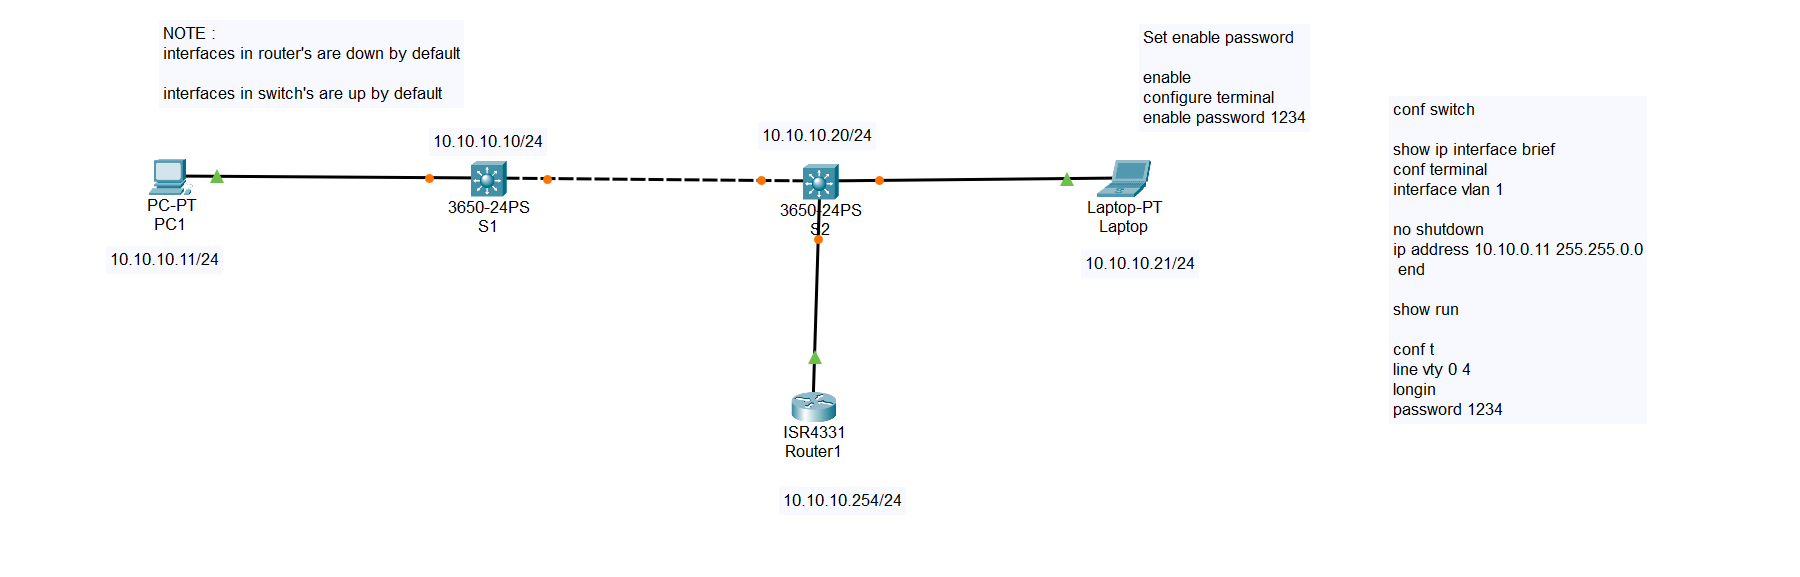 NOTE :
interfaces in router's are down by default
interfaces in switch's are up by default
Set enable password
enable
configure terminal
enable password 1234
conf switch
show ip interface brief
conf terminal
interface vlan 1
no shutdown
ip address 10.10.0.11 255.255.0.0
end
show run
conf t
line vty 0 4
longin
password 1234
10.10.10.10/24
10.10.10.20/24
PC-PT
PC1
3650-24PS
S1
3650-24PS
S2
Laptop-PT
Laptop
10.10.10.11/24
10.10.10.21/24
ISR4331
Router1
10.10.10.254/24